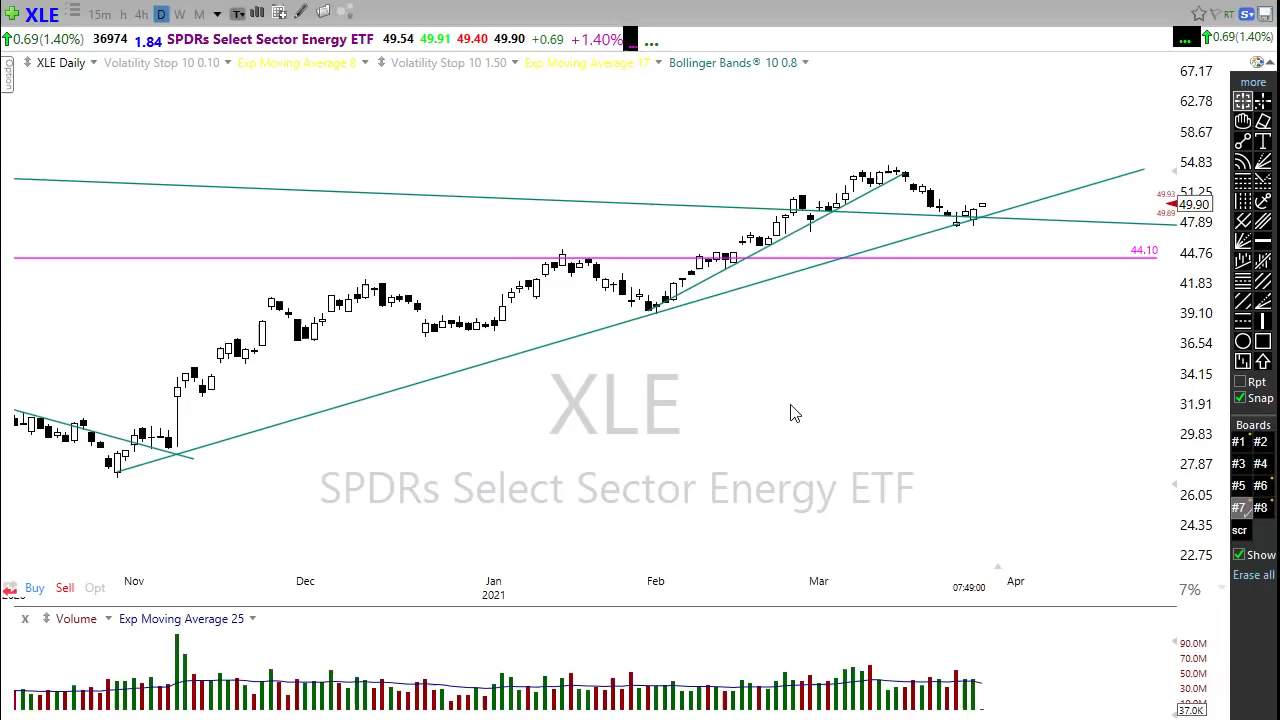 XLE 15m h 4h D W M T RT S
0.69(1.40%) 36974 1.84 SPDRs Select Sector Energy ETF 49.54 49.91 49.40 49.90 +0.69 +1.40% ... ... 0.69(1.40%)
Option
XLE Daily Volatility Stop 10 0.10 Exp Moving Average 8 Volatility Stop 10 1.50 Exp Moving Average 17 Bollinger Bands® 10 0.8
67.17
62.78
58.67
54.83
51.25
49.93
49.90
49.89
47.89
44.10
44.76
41.83
39.10
36.54
34.15
31.91
29.83
27.87
26.05
24.35
22.75
XLE
SPDRs Select Sector Energy ETF
more
T
Rpt
Snap
Boards
#1 #2
#3 #4
#5 #6
#7 #8
scr
Show
Erase all
Nov Dec Jan Feb Mar Apr
Buy Sell Opt 2021 07:49:00 7%
X Volume Exp Moving Average 25
90.0M
70.0M
50.0M
30.0M
37.0K